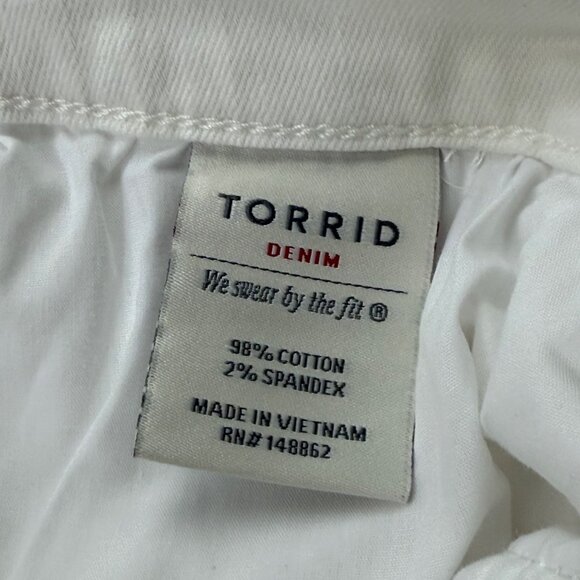 TORRID
DENIM
We swear by the fit ®
98% COTTON
2% SPANDEX
MADE IN VIETNAM
RN# 148862